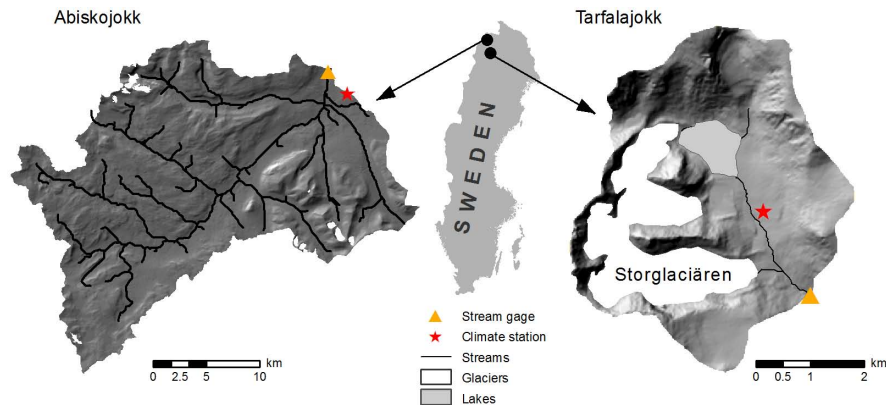 Abiskojokk
Tarfalajokk
SWEDEN
Storglaciären
Stream gage
Climate station
Streams
Glaciers
Lakes
km
0 2.5 5 10
km
0 0.5 1 2